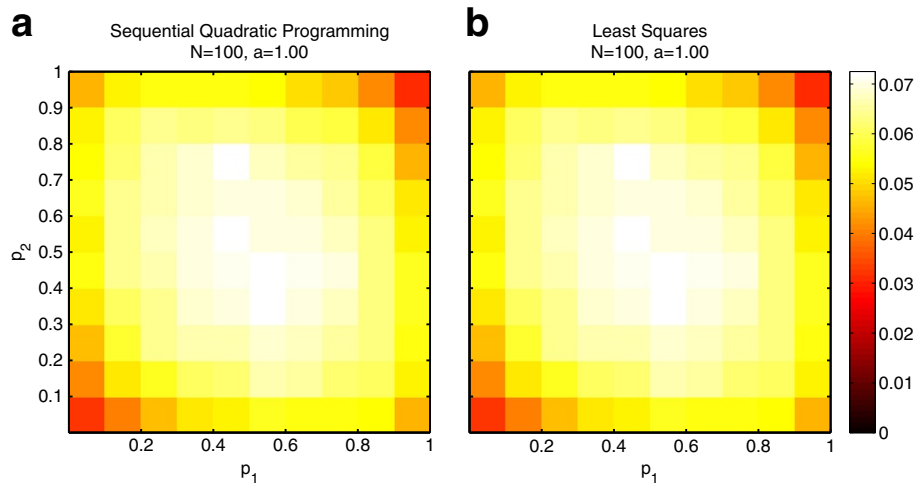 a
Sequential Quadratic Programming
N=100, a=1.00
b
Least Squares
N=100, a=1.00
1
0.9
0.8
0.7
0.6
0.5
0.4
0.3
0.2
0.1
p_2
0.2 0.4 0.6 0.8 1
p_1
0.2 0.4 0.6 0.8 1
p_1
0.07
0.06
0.05
0.04
0.03
0.02
0.01
0